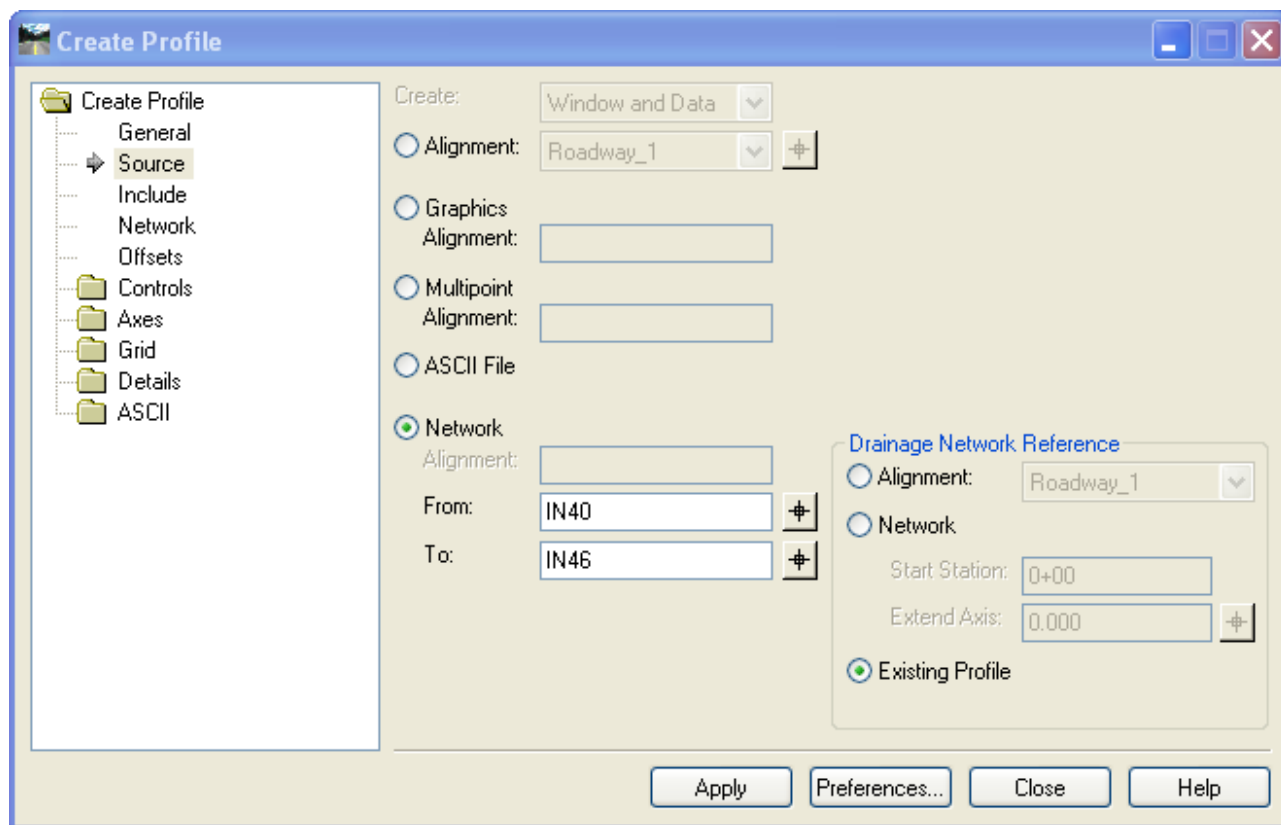 Create Profile
Create Profile
General
Source
Include
Network
Offsets
Controls
Axes
Grid
Details
ASCII
Create: Window and Data
Alignment: Roadway_1
Graphics
Alignment:
Multipoint
Alignment:
ASCII File
Network
Alignment:
From: IN40
To: IN46
Drainage Network Reference
Alignment: Roadway_1
Network
Start Station: 0+00
Extend Axis: 0.000
Existing Profile
Apply Preferences... Close Help